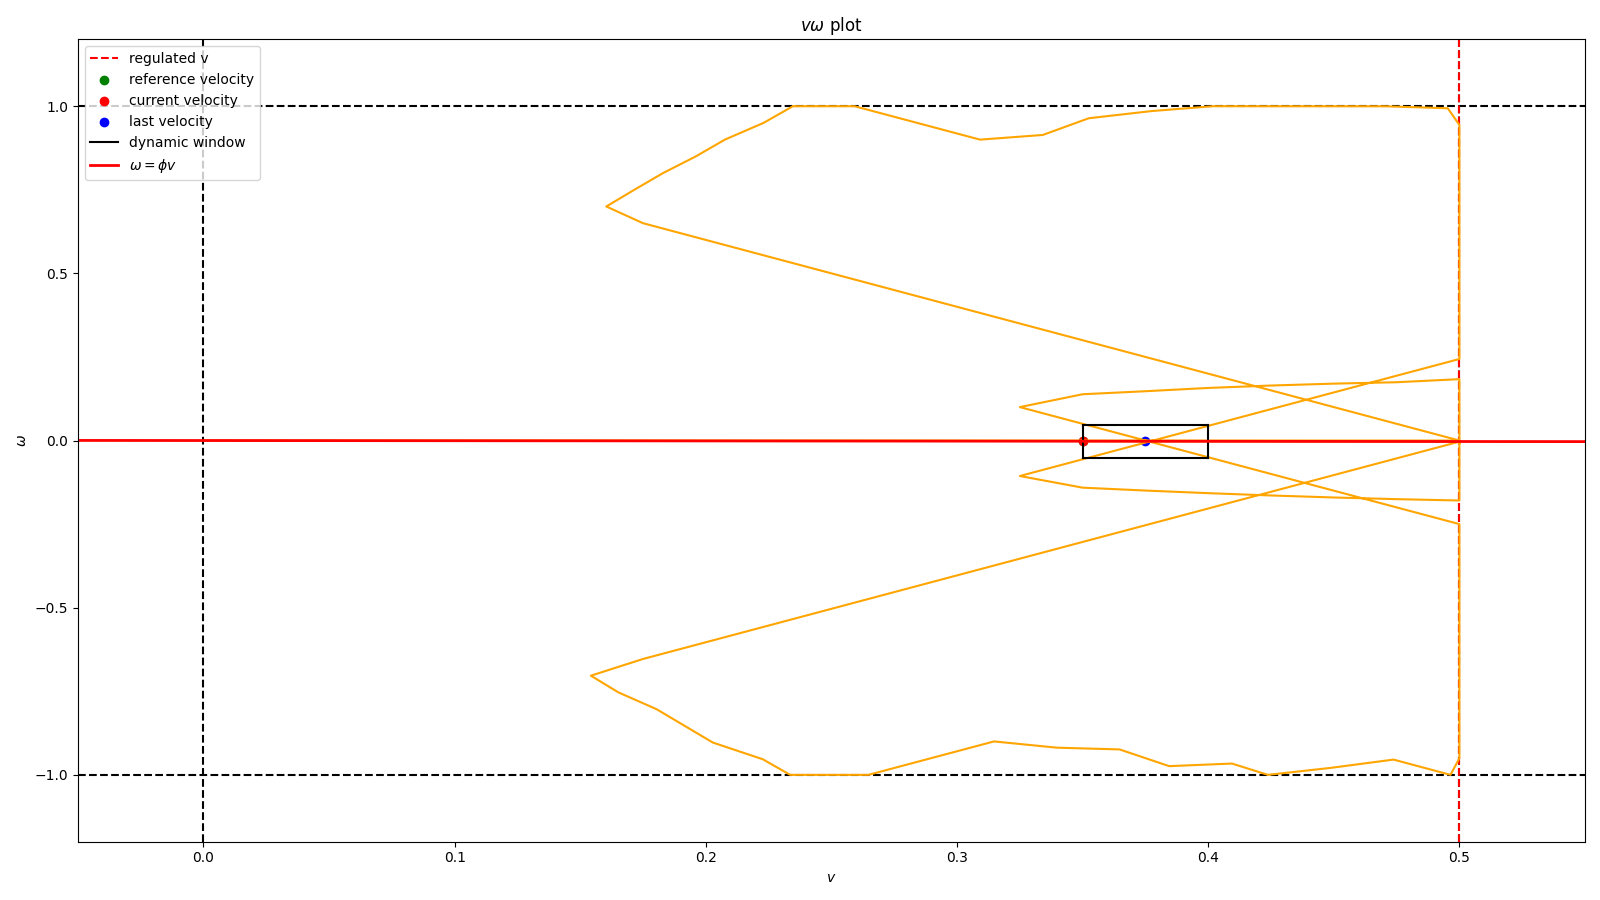 vω plot
regulated v
reference velocity
current velocity
last velocity
dynamic window
ω = ϕv
1.0
0.5
0.0
−0.5
−1.0
ω
0.0 0.1 0.2 0.3 0.4 0.5
v